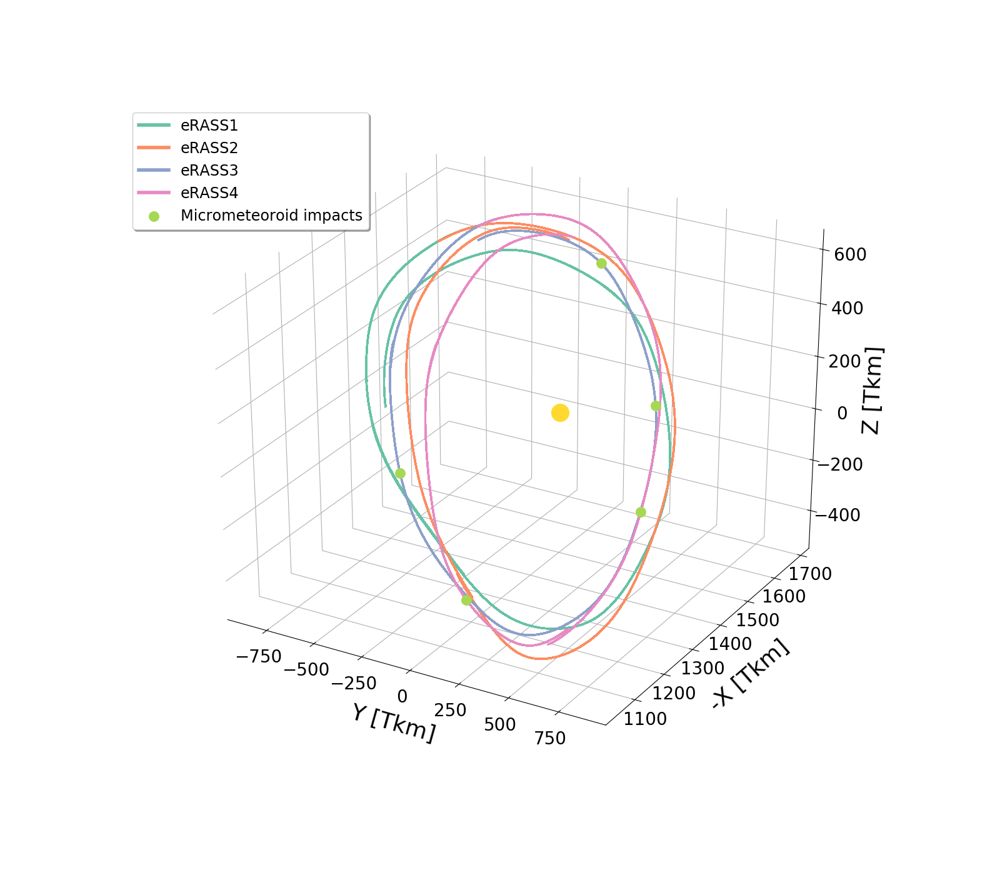 eRASS1
eRASS2
eRASS3
eRASS4
Micrometeoroid impacts
600
400
200
0
−200
−400
Z [Tkm]
1700
1600
1500
1400
1300
1200
1100
-X [Tkm]
−750
−500
−250
0
250
500
750
Y [Tkm]